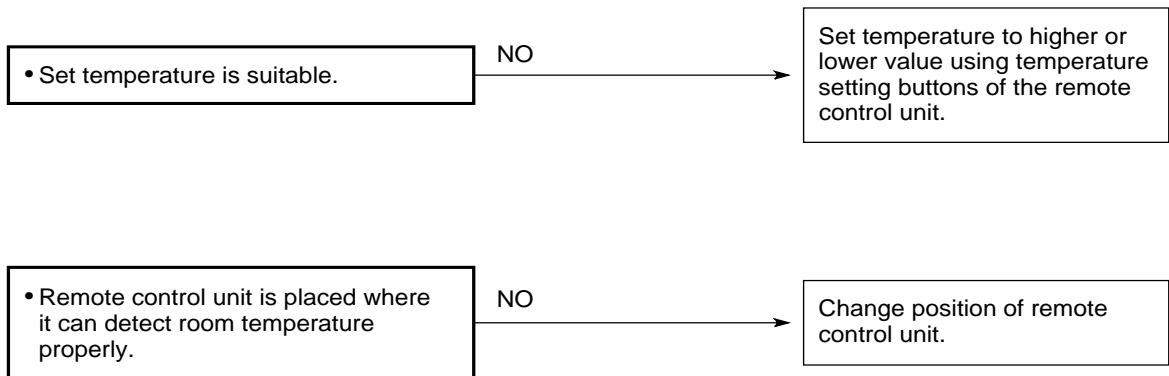 • Set temperature is suitable.
NO
Set temperature to higher or
lower value using temperature
setting buttons of the remote
control unit.
• Remote control unit is placed where
it can detect room temperature
properly.
NO
Change position of remote
control unit.